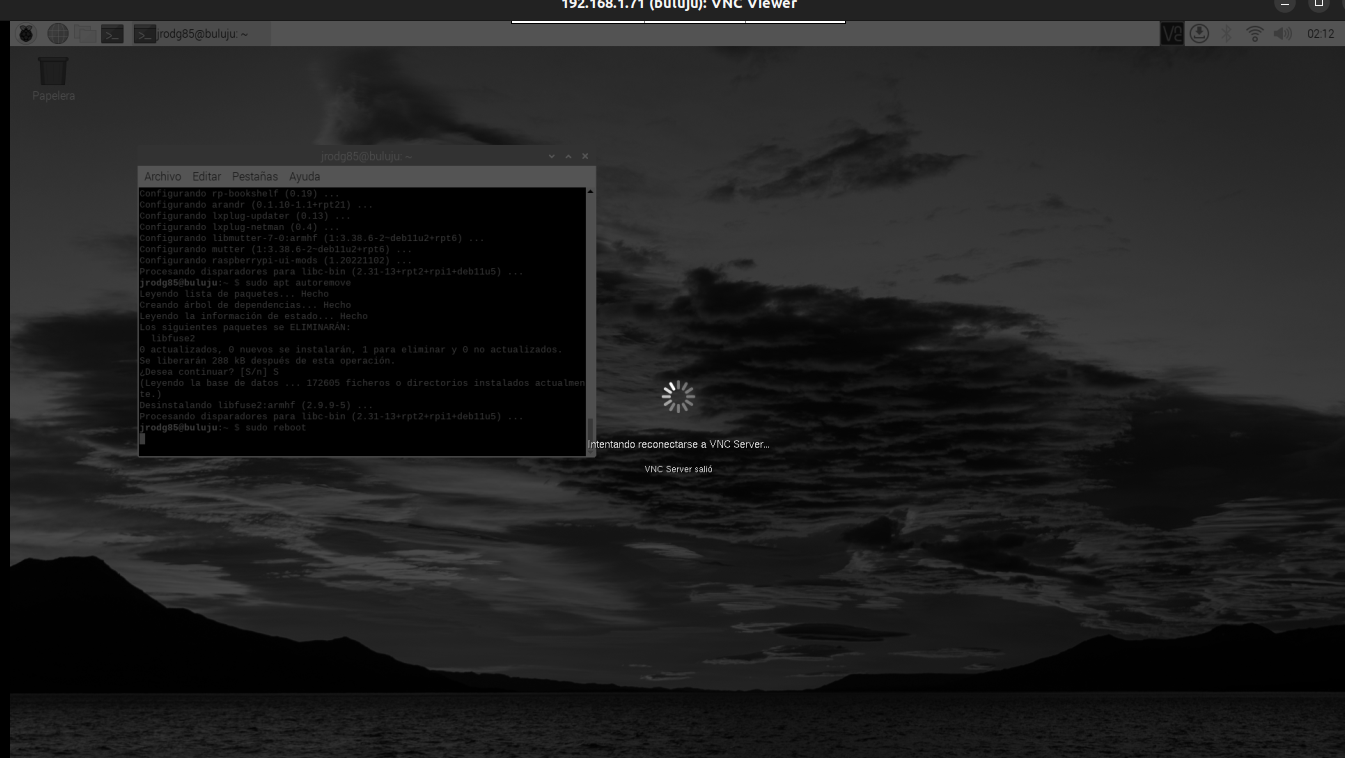 192.168.1.71 (buluju): VNC Viewer
jrodg85@buluju: ~
02:12
Papelera
jrodg85@buluju: ~
Archivo Editar Pestañas Ayuda
Configurando rp-bookshelf (0.19) ...
Configurando arandr (0.1.10-1.1+rpt21) ...
Configurando lxplug-updater (0.13) ...
Configurando lxplug-netman (0.4) ...
Configurando libmutter-7-0:armhf (1:3.38.6-2~deb11u2+rpt6) ...
Configurando mutter (1:3.38.6-2~deb11u2+rpt6) ...
Configurando raspberrypi-ui-mods (1.20221102) ...
Procesando disparadores para libc-bin (2.31-13+rpt2+rpi1+deb11u5) ...
jrodg85@buluju:~ $ sudo apt autoremove
Leyendo lista de paquetes... Hecho
Creando árbol de dependencias... Hecho
Leyendo la información de estado... Hecho
Los siguientes paquetes se ELIMINARÁN:
libfuse2
0 actualizados, 0 nuevos se instalarán, 1 para eliminar y 0 no actualizados.
Se liberarán 288 kB después de esta operación.
¿Desea continuar? [S/n] S
(Leyendo la base de datos ... 172605 ficheros o directorios instalados actualmen
te.)
Desinstalando libfuse2:armhf (2.9.9-5) ...
Procesando disparadores para libc-bin (2.31-13+rpt2+rpi1+deb11u5) ...
jrodg85@buluju:~ $ sudo reboot
Intentando reconectarse a VNC Server...
VNC Server salió